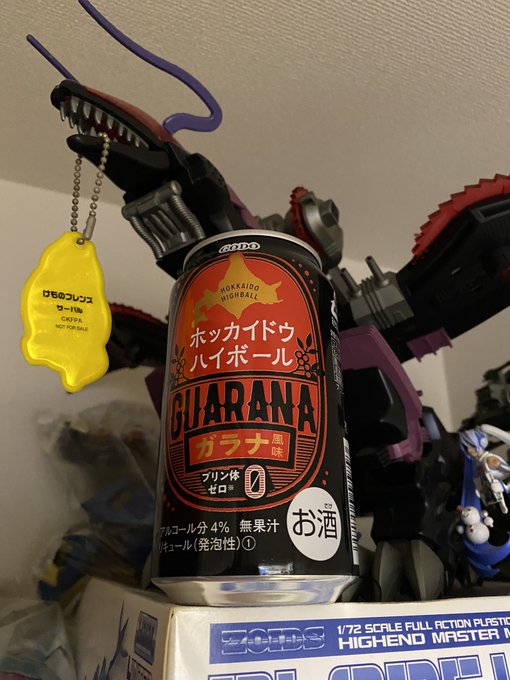 けものフレンズ
サーバル
CKFPA
NOT FOR SALE
GODO
HOKKAIDO
HIGHBALL
ホッカイドウ
ハイボール
GUARANA
ガラナ風味
プリン体
ゼロ※ 0
アルコール分4% 無果汁
リキュール(発泡性)①
さけ
お酒
ZOIDS
1/72 SCALE FULL ACTION PLASTIC
HIGHEND MASTER M